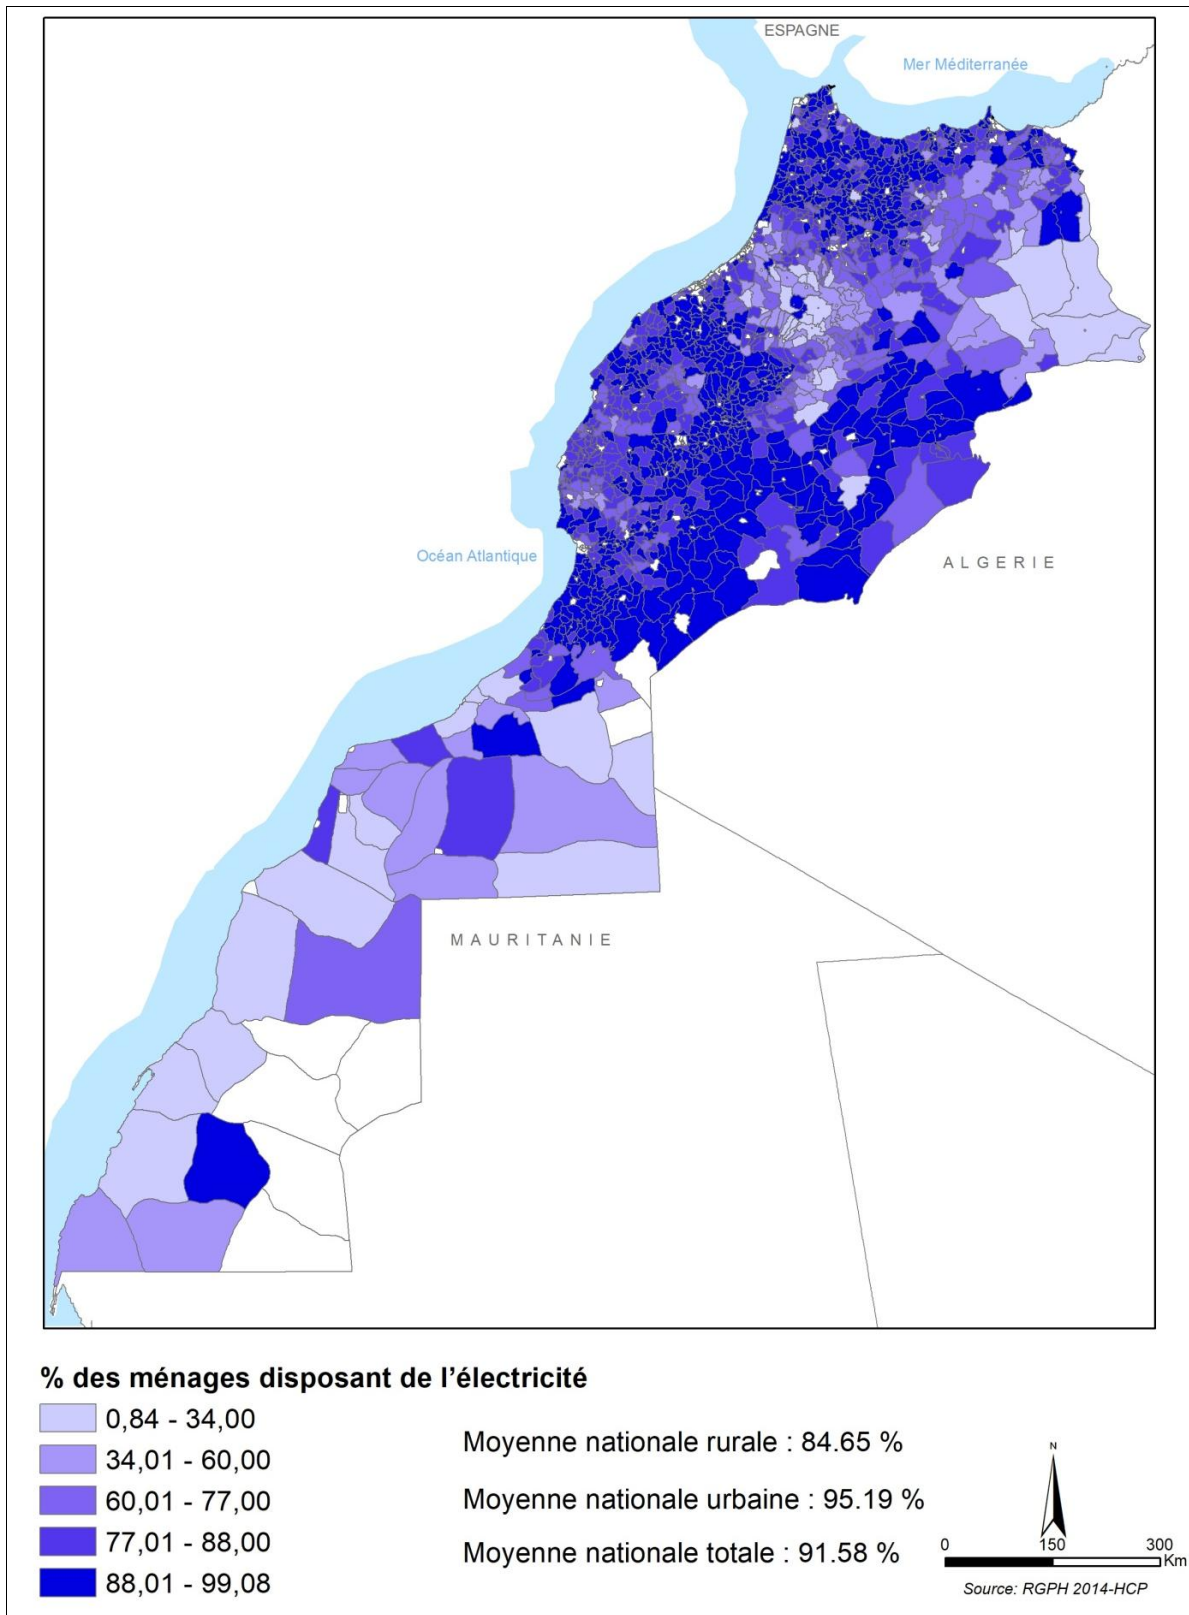 ESPAGNE
Mer Méditerranée
Océan Atlantique
ALGERIE
MAURITANIE
% des ménages disposant de l’électricité
0,84 - 34,00
34,01 - 60,00
60,01 - 77,00
77,01 - 88,00
88,01 - 99,08
Moyenne nationale rurale : 84.65 %
Moyenne nationale urbaine : 95.19 %
Moyenne nationale totale : 91.58 %
N
0 150 300
Km
Source: RGPH 2014-HCP